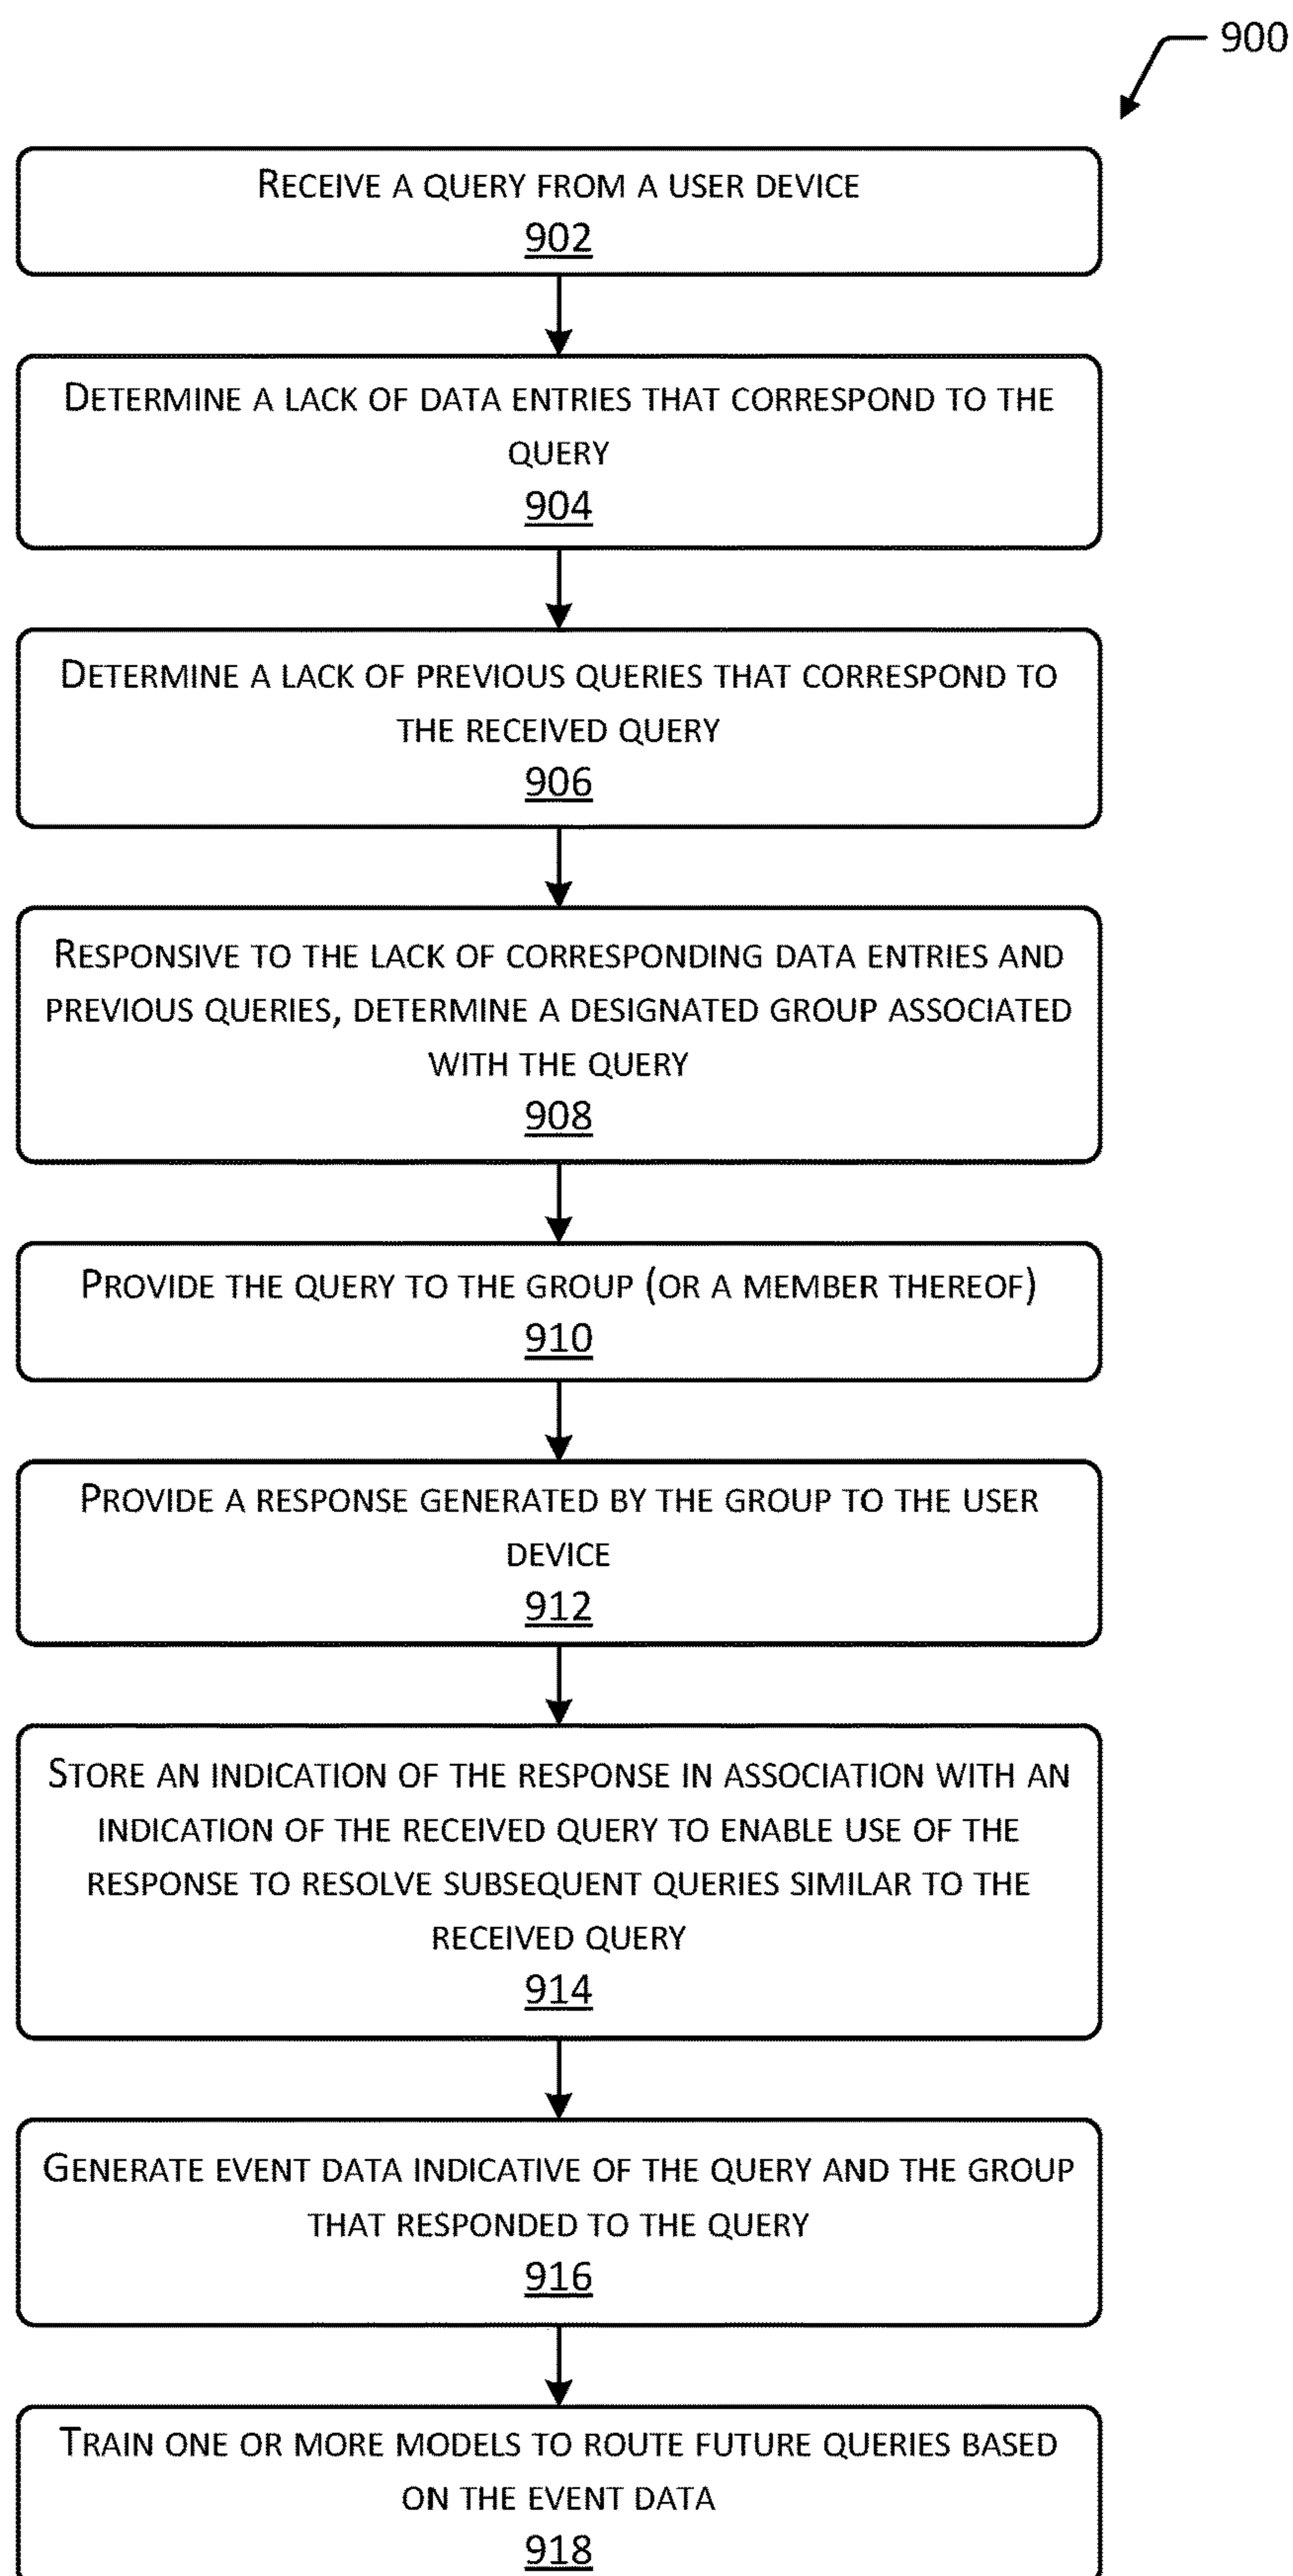 900
RECEIVE A QUERY FROM A USER DEVICE
902
DETERMINE A LACK OF DATA ENTRIES THAT CORRESPOND TO THE
QUERY
904
DETERMINE A LACK OF PREVIOUS QUERIES THAT CORRESPOND TO
THE RECEIVED QUERY
906
RESPONSIVE TO THE LACK OF CORRESPONDING DATA ENTRIES AND
PREVIOUS QUERIES, DETERMINE A DESIGNATED GROUP ASSOCIATED
WITH THE QUERY
908
PROVIDE THE QUERY TO THE GROUP (OR A MEMBER THEREOF)
910
PROVIDE A RESPONSE GENERATED BY THE GROUP TO THE USER
DEVICE
912
STORE AN INDICATION OF THE RESPONSE IN ASSOCIATION WITH AN
INDICATION OF THE RECEIVED QUERY TO ENABLE USE OF THE
RESPONSE TO RESOLVE SUBSEQUENT QUERIES SIMILAR TO THE
RECEIVED QUERY
914
GENERATE EVENT DATA INDICATIVE OF THE QUERY AND THE GROUP
THAT RESPONDED TO THE QUERY
916
TRAIN ONE OR MORE MODELS TO ROUTE FUTURE QUERIES BASED
ON THE EVENT DATA
918